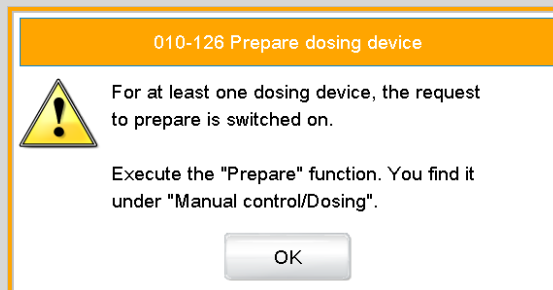 010-126 Prepare dosing device
For at least one dosing device, the request
to prepare is switched on.
Execute the "Prepare" function. You find it
under "Manual control/Dosing".
OK